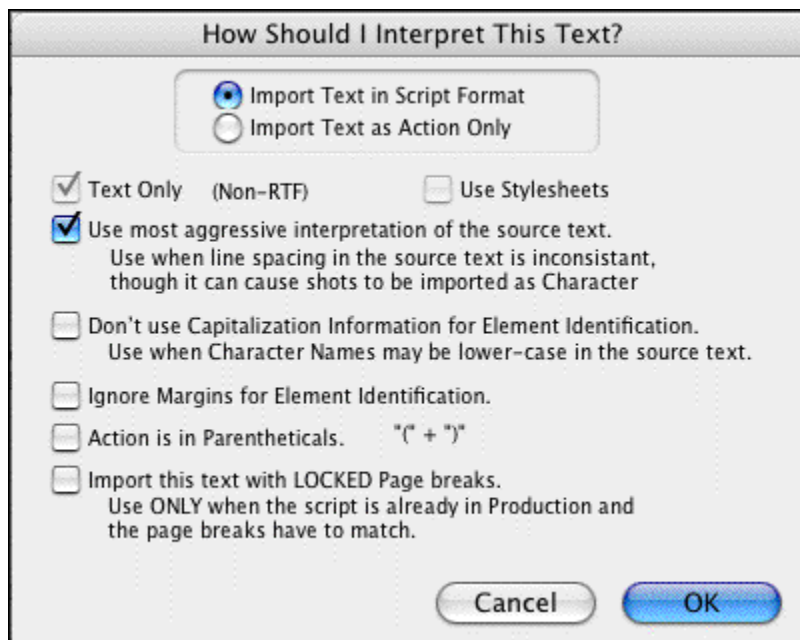 How Should I Interpret This Text?
Import Text in Script Format
Import Text as Action Only
Text Only (Non-RTF) Use Stylesheets
Use most aggressive interpretation of the source text.
Use when line spacing in the source text is inconsistant,
though it can cause shots to be imported as Character
Don't use Capitalization Information for Element Identification.
Use when Character Names may be lower-case in the source text.
Ignore Margins for Element Identification.
Action is in Parentheticals. "(" + ")"
Import this text with LOCKED Page breaks.
Use ONLY when the script is already in Production and
the page breaks have to match.
Cancel OK